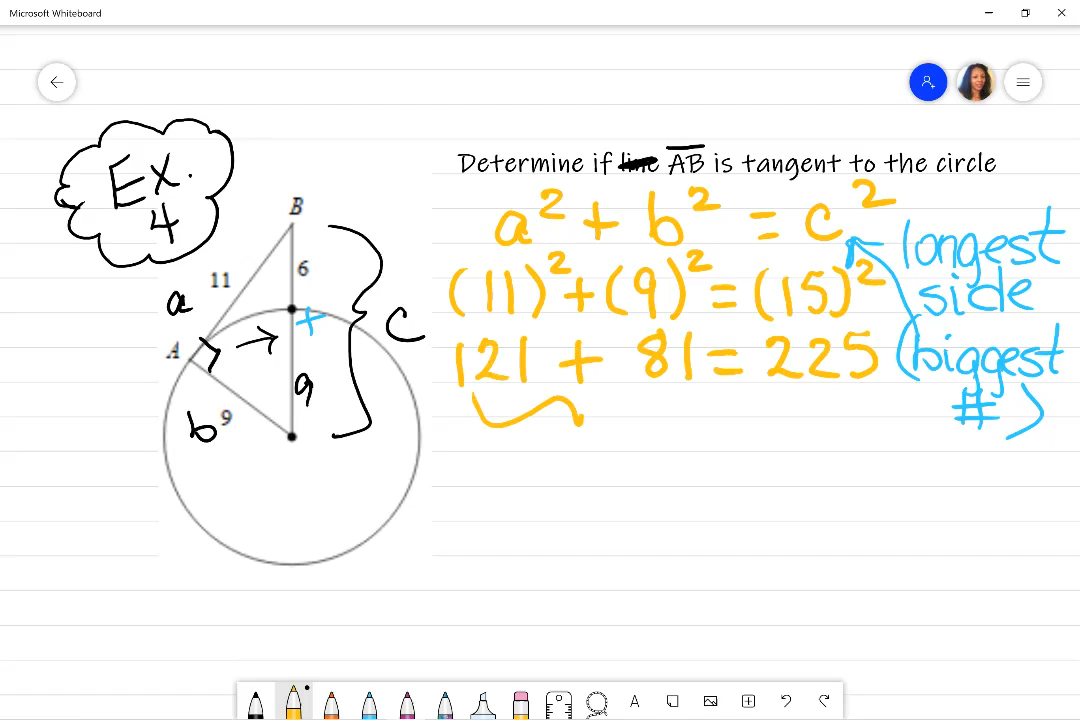 Microsoft Whiteboard
EX.
4
Determine if line AB is tangent to the circle
a² + b² = c²
(11)² + (9)² = (15)²
121 + 81 = 225
longest
side
(biggest
#)
B
11
6
a
+
c
A
9
b
9
A